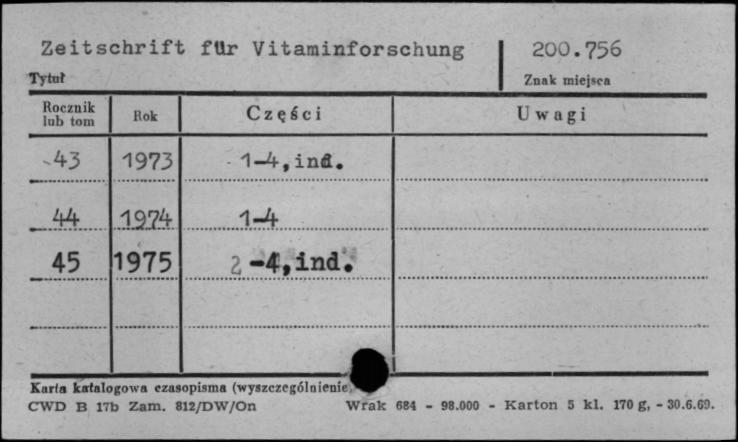 Zeitschrift für Vitaminforschung 200.756
Tytuł Znak miejsca
Rocznik lub tom Rok Części Uwagi
43 1973 1-4, ind.
44 1974 1-4
45 1975 2-4, ind.
Karta katalogowa czasopisma (wyszczególnienie
CWD B 17b Zam. 812/DW/On Wrak 684 - 98.000 - Karton 5 kl. 170 g, - 30.6.69.